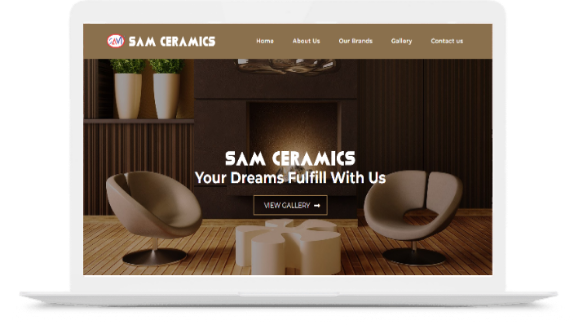 SAM SAM CERAMICS Home About Us Our Brands Gallery Contact us
SAM CERAMICS
Your Dreams Fulfill With Us
VIEW GALLERY